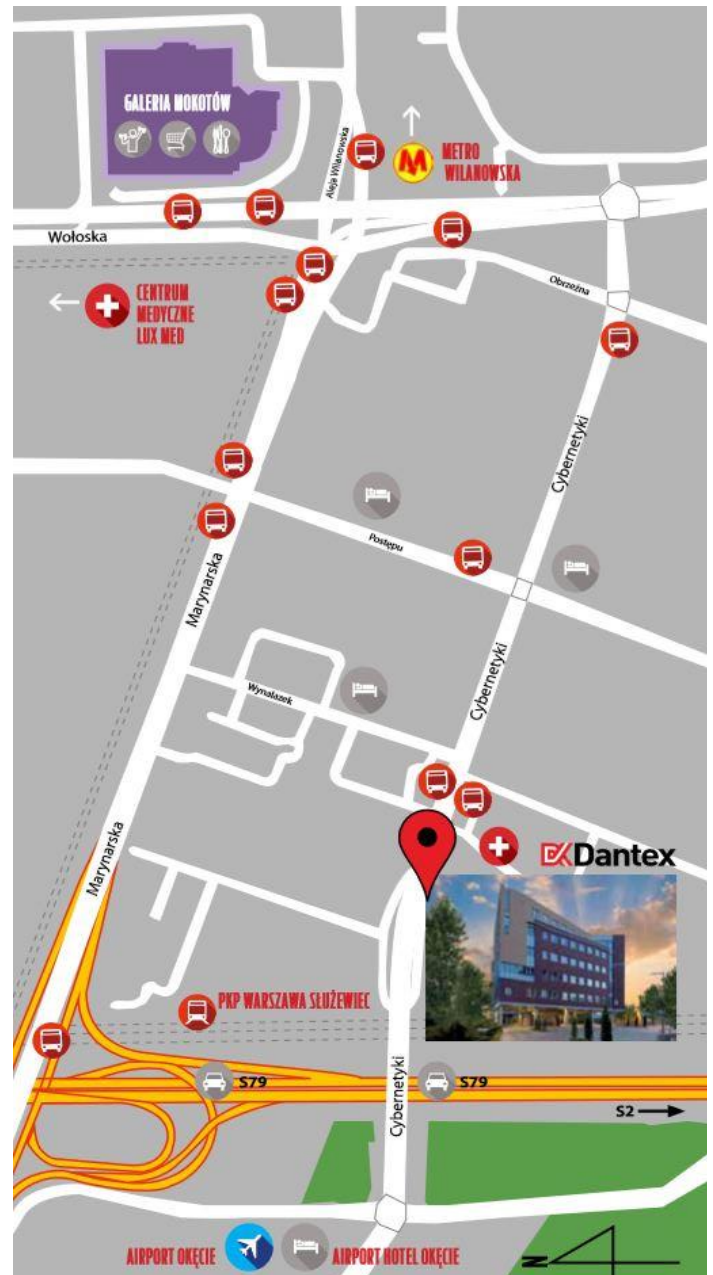 GALERIA MOKOTÓW
Aleja Wilanowska
METRO
WILANOWSKA
Wołoska
CENTRUM
MEDYCZNE
LUX MED
Obrzeżna
Cybernetyki
Postępu
Marynarska
Cybernetyki
Wynalazek
Marynarska
DK Dantex
PKP WARSZAWA SŁUŻEWIEC
S79
S79
S2
Cybernetyki
AIRPORT OKĘCIE
AIRPORT HOTEL OKĘCIE
N